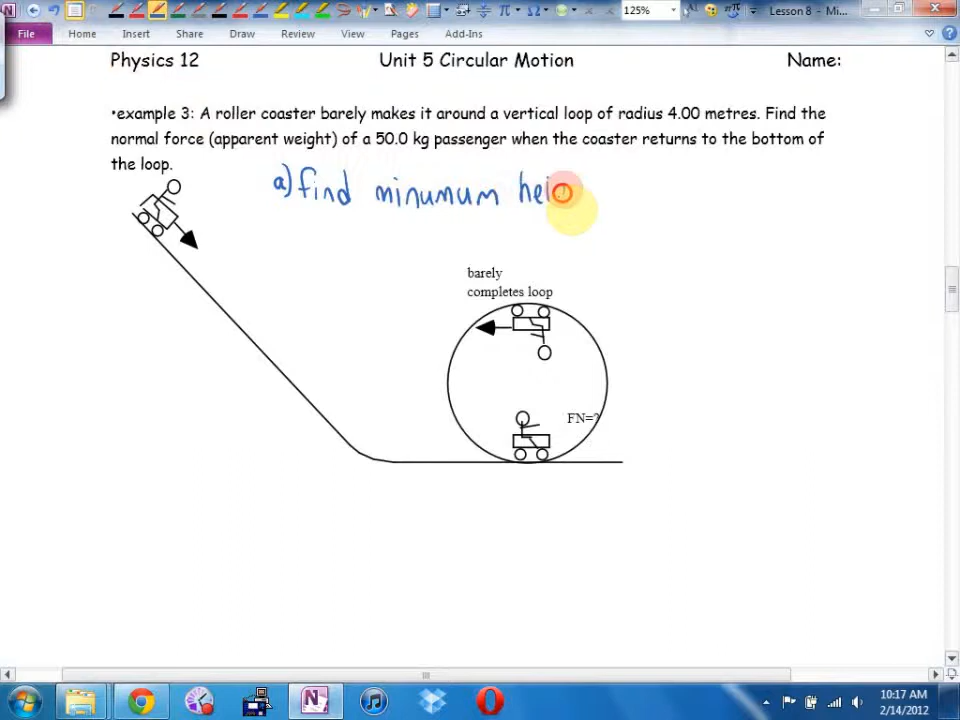 125% Lesson 8 - Mi...
File Home Insert Share Draw Review View Pages Add-Ins
Physics 12 Unit 5 Circular Motion Name:
•example 3: A roller coaster barely makes it around a vertical loop of radius 4.00 metres. Find the
normal force (apparent weight) of a 50.0 kg passenger when the coaster returns to the bottom of
the loop.
a) find minumum hei
barely
completes loop
FN=?
10:17 AM
2/14/2012